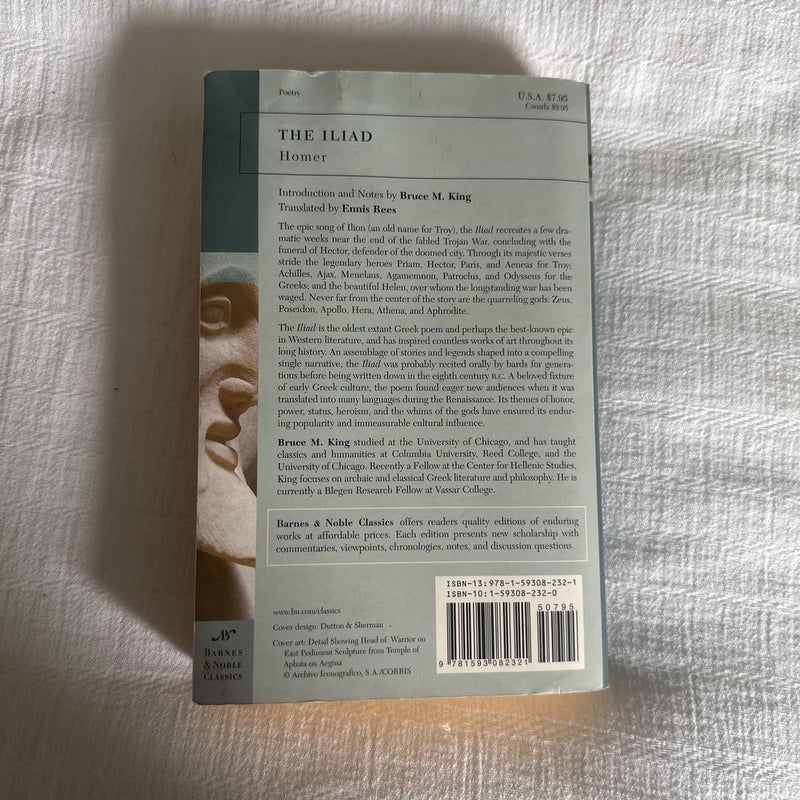 Poetry
U.S.A. $7.95
Canada $9.95
THE ILIAD
Homer
Introduction and Notes by Bruce M. King
Translated by Ennis Rees
The epic song of Ilion (an old name for Troy), the Iliad recreates a few dra-
matic weeks near the end of the fabled Trojan War, concluding with the
funeral of Hector, defender of the doomed city. Through its majestic verses
stride the legendary heroes Priam, Hector, Paris, and Aeneas for Troy;
Achilles, Ajax, Menelaus, Agamemnon, Patroclus, and Odysseus for the
Greeks; and the beautiful Helen, over whom the longstanding war has been
waged. Never far from the center of the story are the quarreling gods: Zeus,
Poseidon, Apollo, Hera, Athena, and Aphrodite.
The Iliad is the oldest extant Greek poem and perhaps the best-known epic
in Western literature, and has inspired countless works of art throughout its
long history. An assemblage of stories and legends shaped into a compelling
single narrative, the Iliad was probably recited orally by bards for genera-
tions before being written down in the eighth century B.C. A beloved fixture
of early Greek culture, the poem found eager new audiences when it was
translated into many languages during the Renaissance. Its themes of honor,
power, status, heroism, and the whims of the gods have ensured its endur-
ing popularity and immeasurable cultural influence.
Bruce M. King studied at the University of Chicago, and has taught
classics and humanities at Columbia University, Reed College, and the
University of Chicago. Recently a Fellow at the Center for Hellenic Studies,
King focuses on archaic and classical Greek literature and philosophy. He is
currently a Blegen Research Fellow at Vassar College.
Barnes & Noble Classics offers readers quality editions of enduring
works at affordable prices. Each edition presents new scholarship with
commentaries, viewpoints, chronologies, notes, and discussion questions.
ISBN-13: 978-1-59308-232-1
ISBN-10: 1-59308-232-0
50795
9 781593 082321
www.bn.com/classics
Cover design: Dutton & Sherman
Cover art: Detail Showing Head of Warrior on
East Pediment Sculpture from Temple of
Aphaia on Aegina
© Archivo Iconografico, S.A./CORBIS
BN
BARNES
& NOBLE
CLASSICS